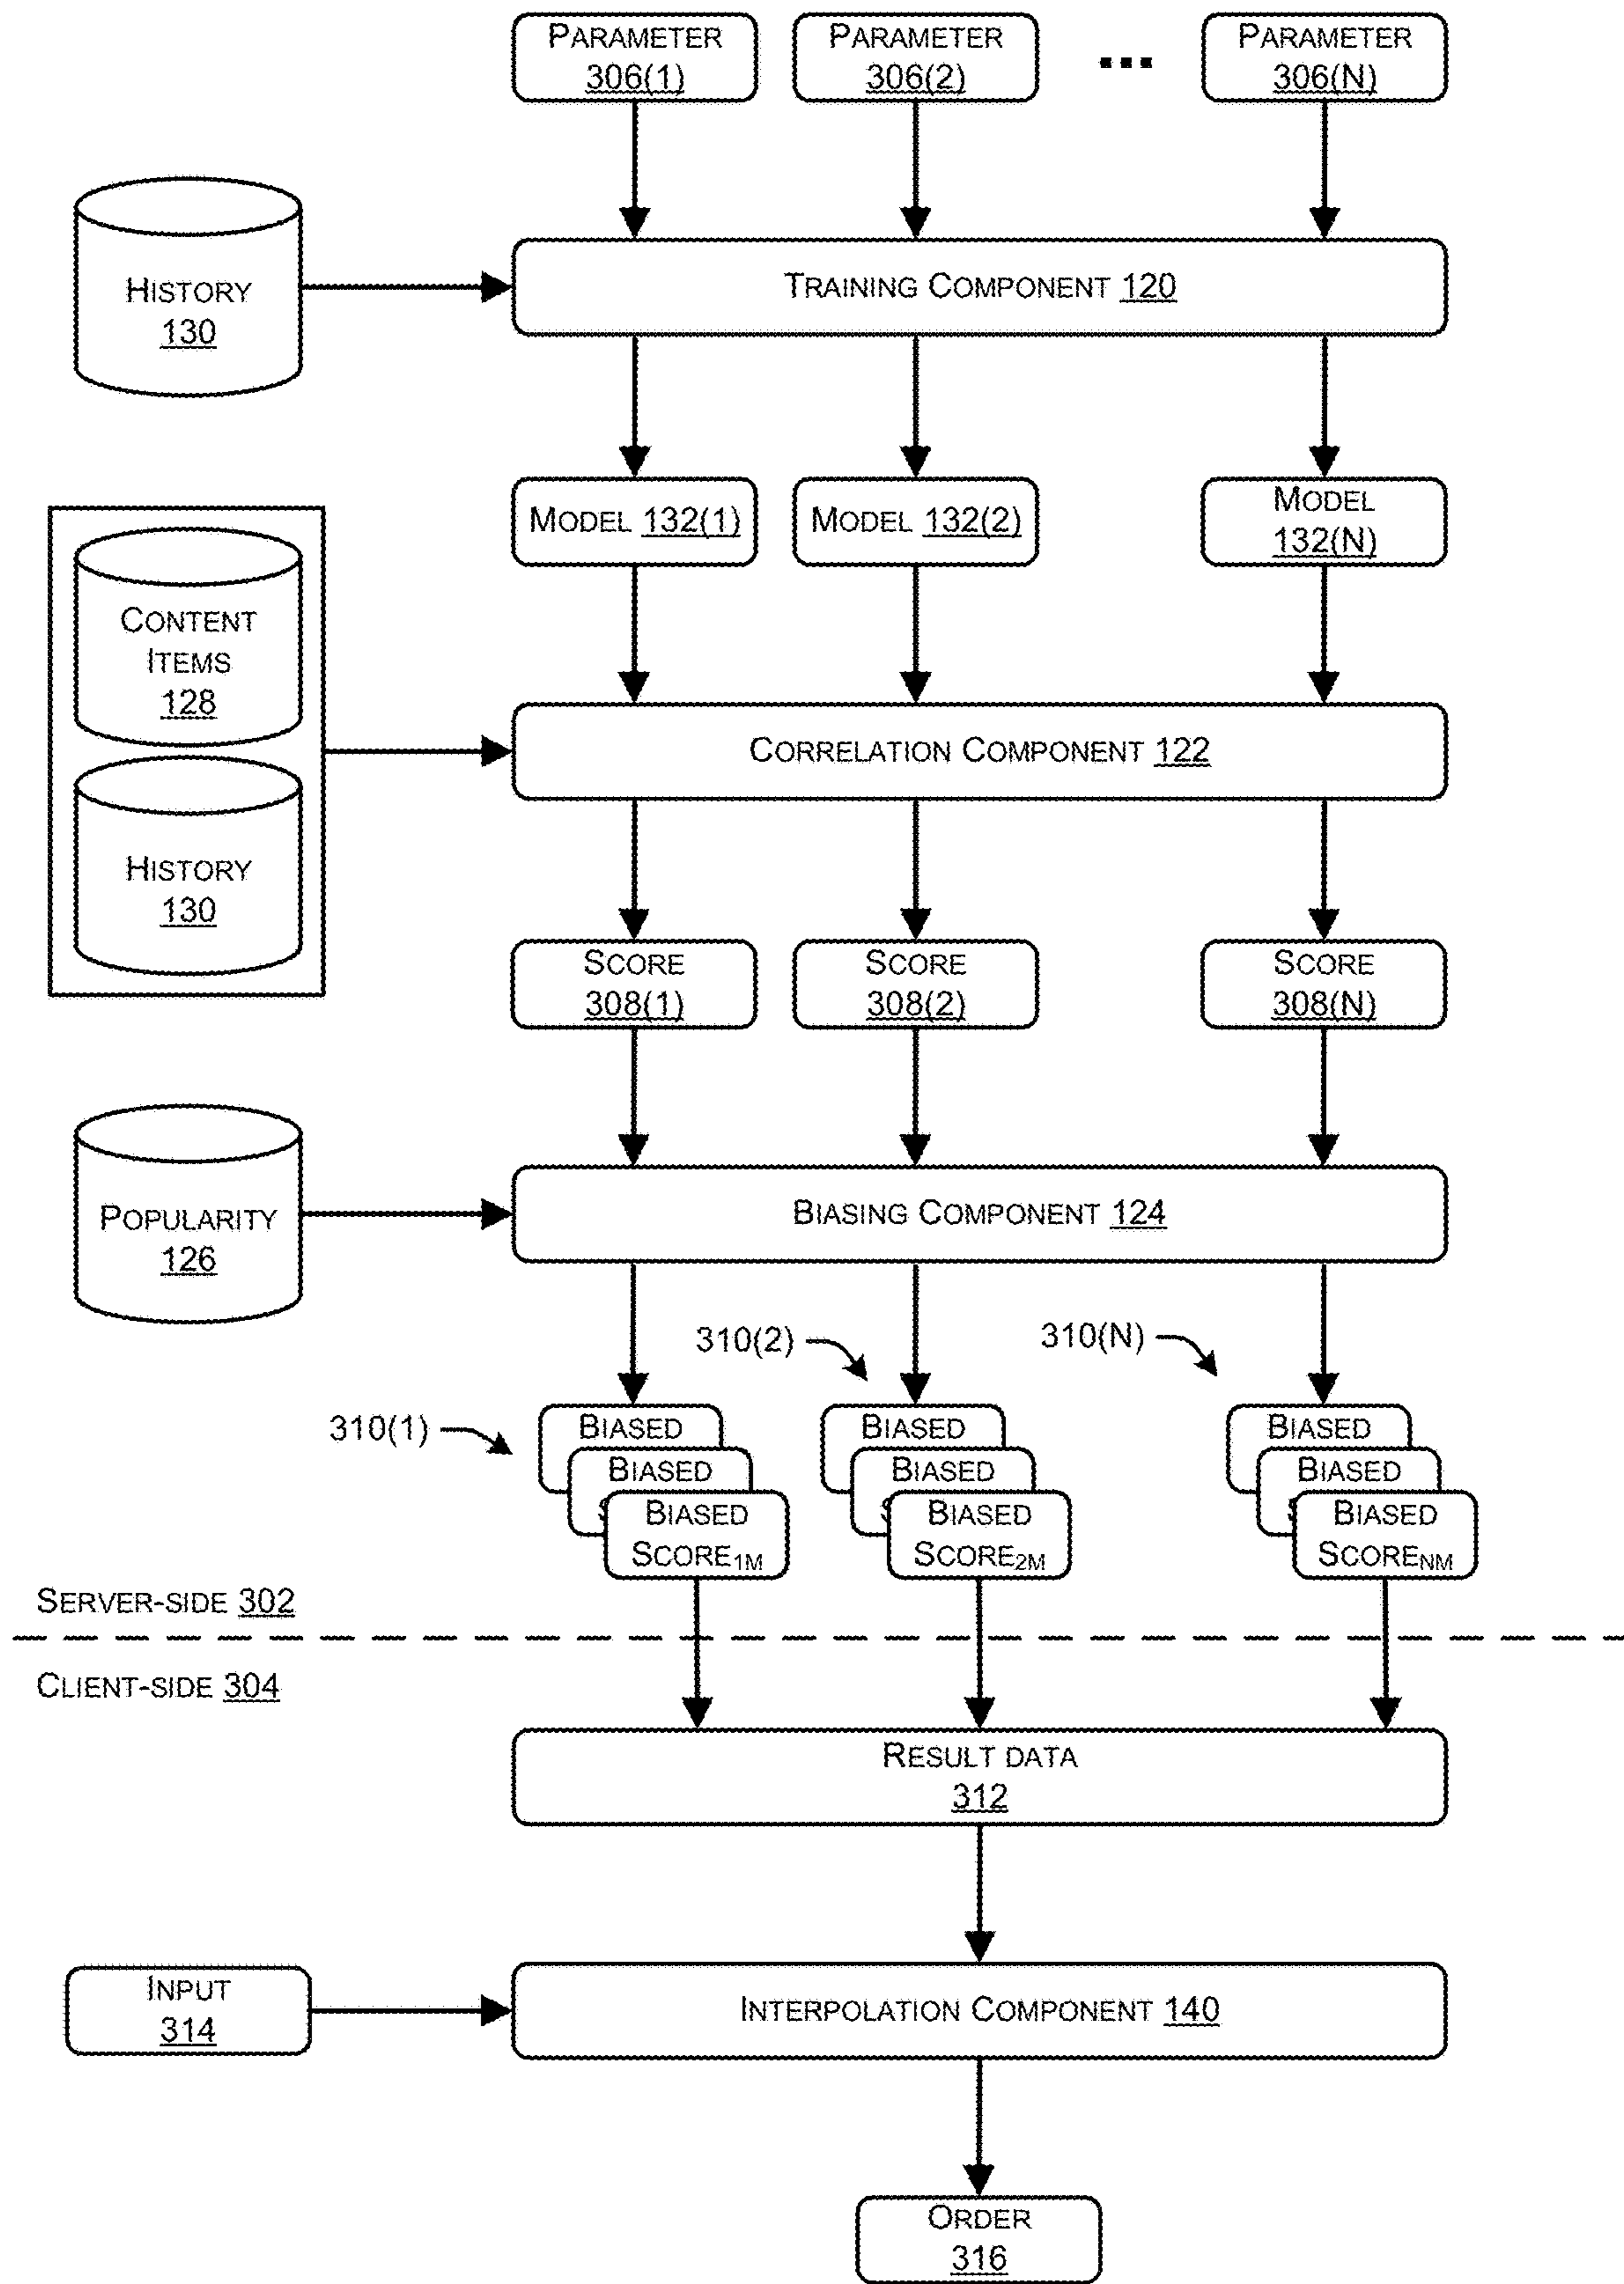 PARAMETER
306(1)
PARAMETER
306(2)
...
PARAMETER
306(N)
HISTORY
130
TRAINING COMPONENT 120
MODEL 132(1)
MODEL 132(2)
MODEL
132(N)
CONTENT
ITEMS
128
HISTORY
130
CORRELATION COMPONENT 122
SCORE
308(1)
SCORE
308(2)
SCORE
308(N)
POPULARITY
126
BIASING COMPONENT 124
310(1)
310(2)
310(N)
BIASED
BIASED
BIASED
SCORE1M
BIASED
BIASED
BIASED
SCORE2M
BIASED
BIASED
BIASED
SCORENM
SERVER-SIDE 302
CLIENT-SIDE 304
RESULT DATA
312
INPUT
314
INTERPOLATION COMPONENT 140
ORDER
316